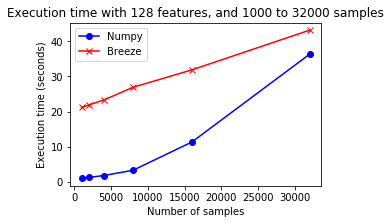 Execution time with 128 features, and 1000 to 32000 samples
Numpy
Breeze
Execution time (seconds)
40
30
20
10
0
0 5000 10000 15000 20000 25000 30000
Number of samples